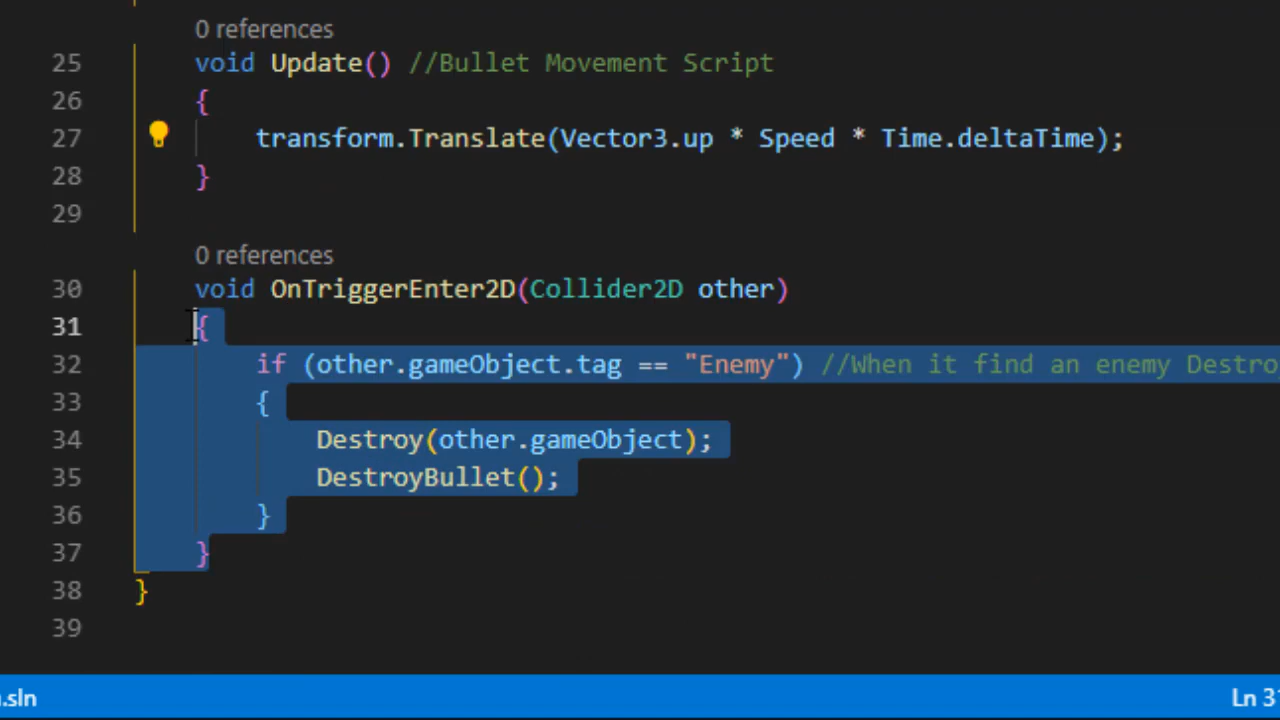 0 references
25 void Update() //Bullet Movement Script
26 {
27 transform.Translate(Vector3.up * Speed * Time.deltaTime);
28 }
29
0 references
30 void OnTriggerEnter2D(Collider2D other)
31 {
32 if (other.gameObject.tag == "Enemy") //When it find an enemy Destro
33 {
34 Destroy(other.gameObject);
35 DestroyBullet();
36 }
37 }
38 }
39
.sln Ln 31